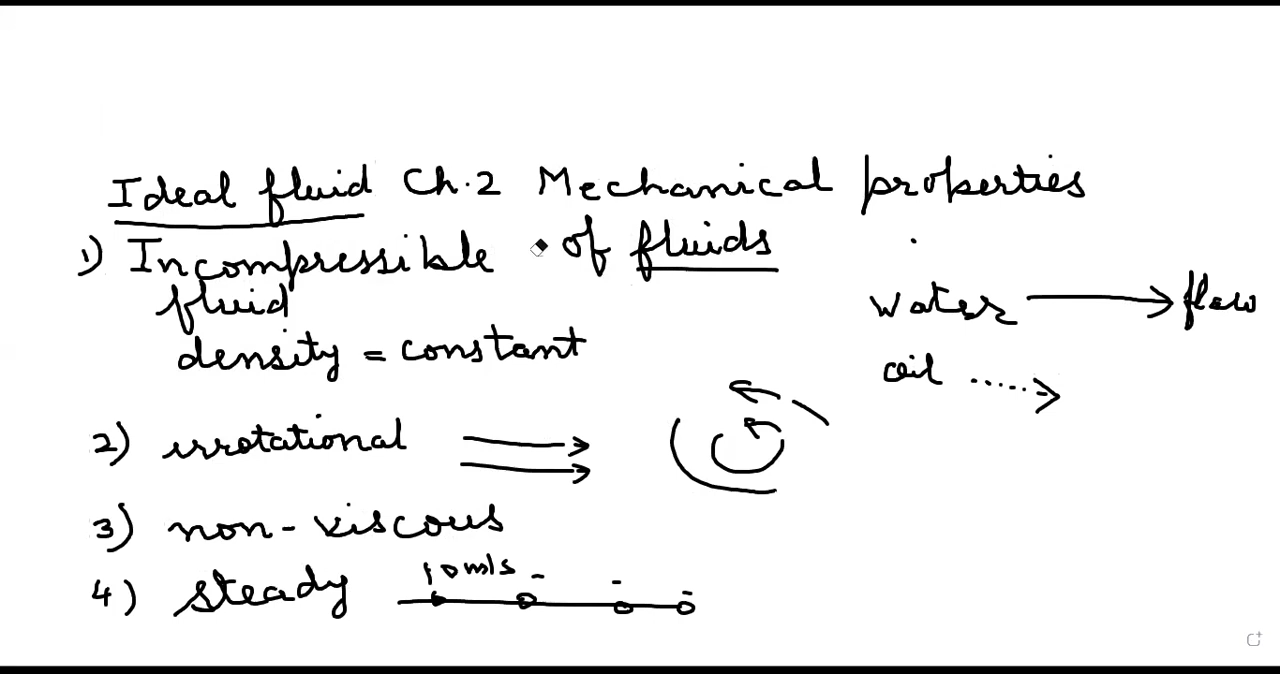 Ideal fluid Ch.2 Mechanical properties
of fluids
1) Incompressible
fluid
density = constant
water flow
oil
2) irrotational
3) non-viscous
4) steady
10 m/s